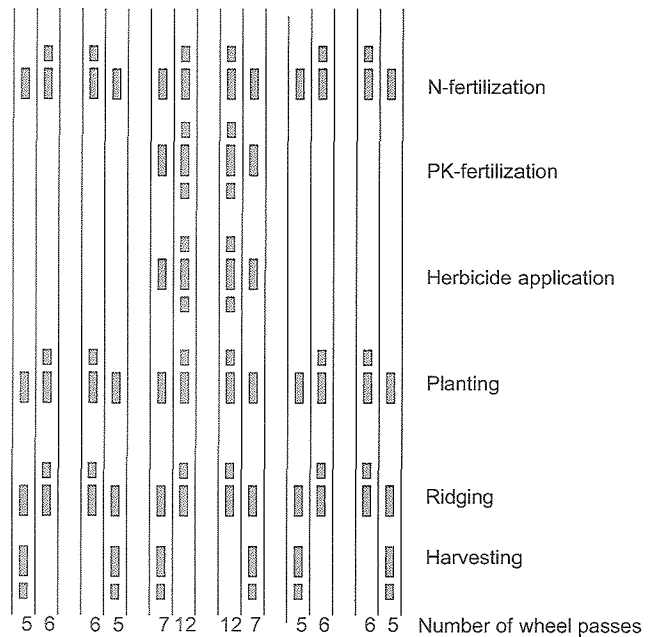 N-fertilization
PK-fertilization
Herbicide application
Planting
Ridging
Harvesting
5 6 6 5 7 12 12 7 5 6 6 5 Number of wheel passes